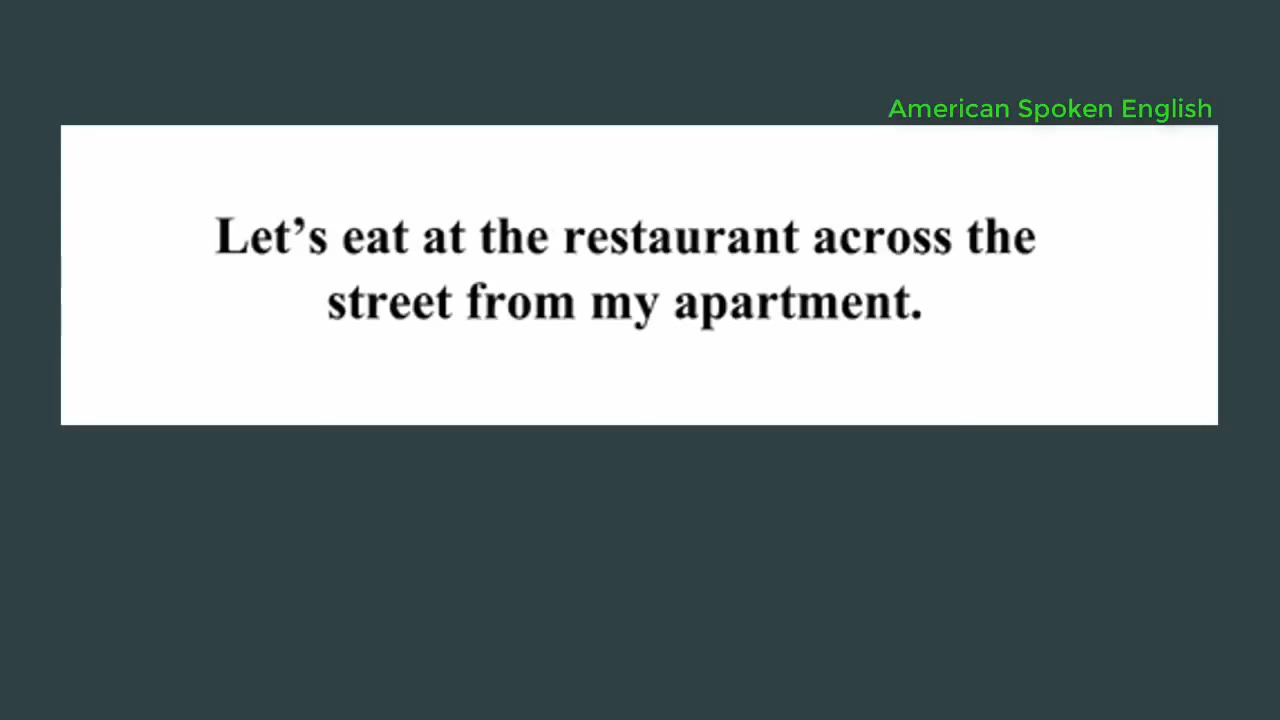 American Spoken English
Let’s eat at the restaurant across the
street from my apartment.